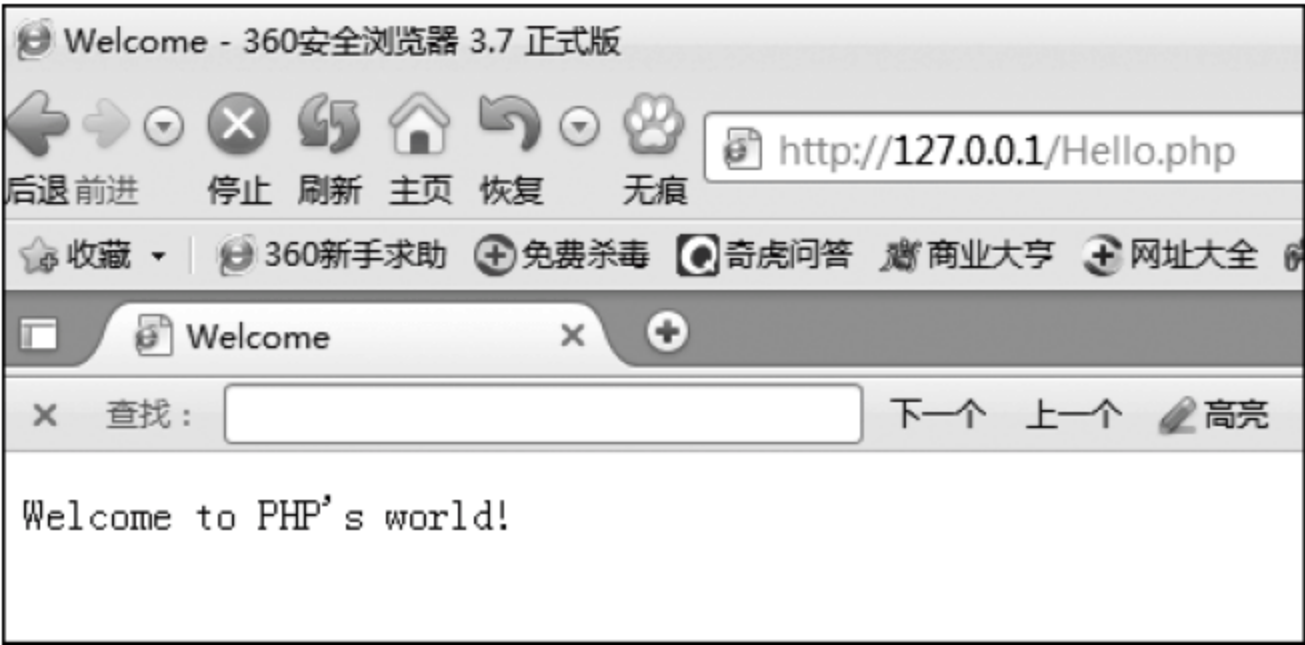 Welcome - 360安全浏览器 3.7 正式版
http://127.0.0.1/Hello.php
后退 前进 停止 刷新 主页 恢复 无痕
收藏 360新手求助 免费杀毒 奇虎问答 商业大亨 网址大全
Welcome
查找： 下一个 上一个 高亮
Welcome to PHP's world!